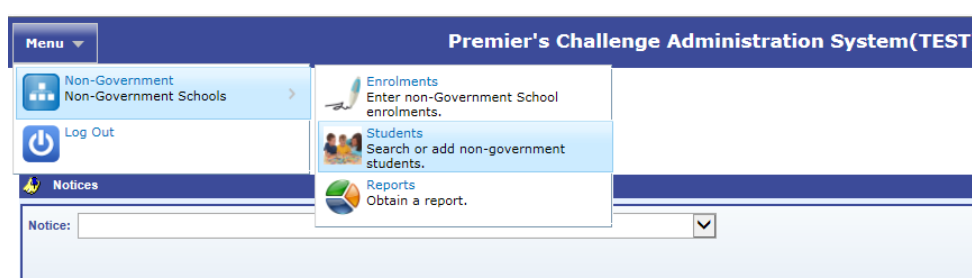 Menu
Premier's Challenge Administration System(TEST
Non-Government
Non-Government Schools
Log Out
Enrolments
Enter non-Government School
enrolments.
Students
Search or add non-government
students.
Reports
Obtain a report.
Notices
Notice: